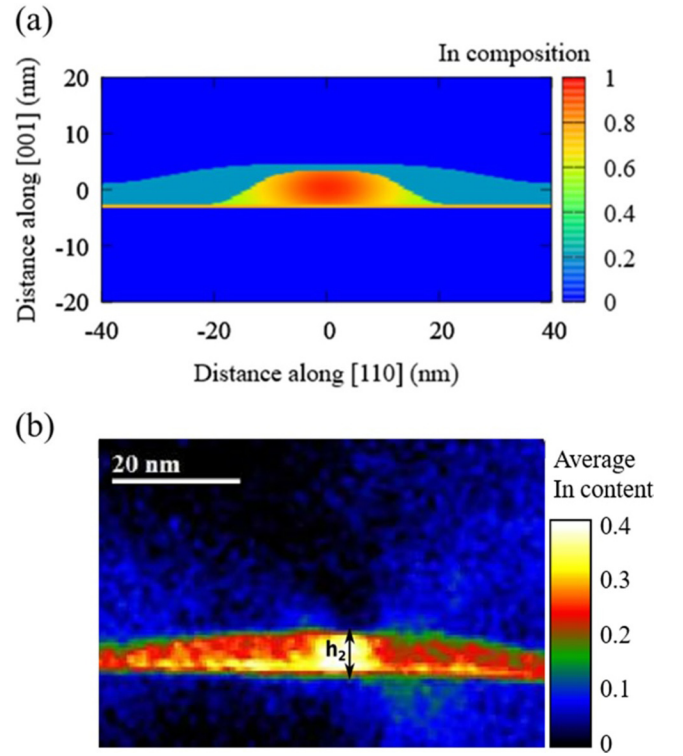 (a)
In composition
Distance along [001] (nm)
20
10
0
-10
-20
-40
-20
0
20
40
1
0.8
0.6
0.4
0.2
0
Distance along [110] (nm)
(b)
20 nm
h2
Average
In content
0.4
0.3
0.2
0.1
0